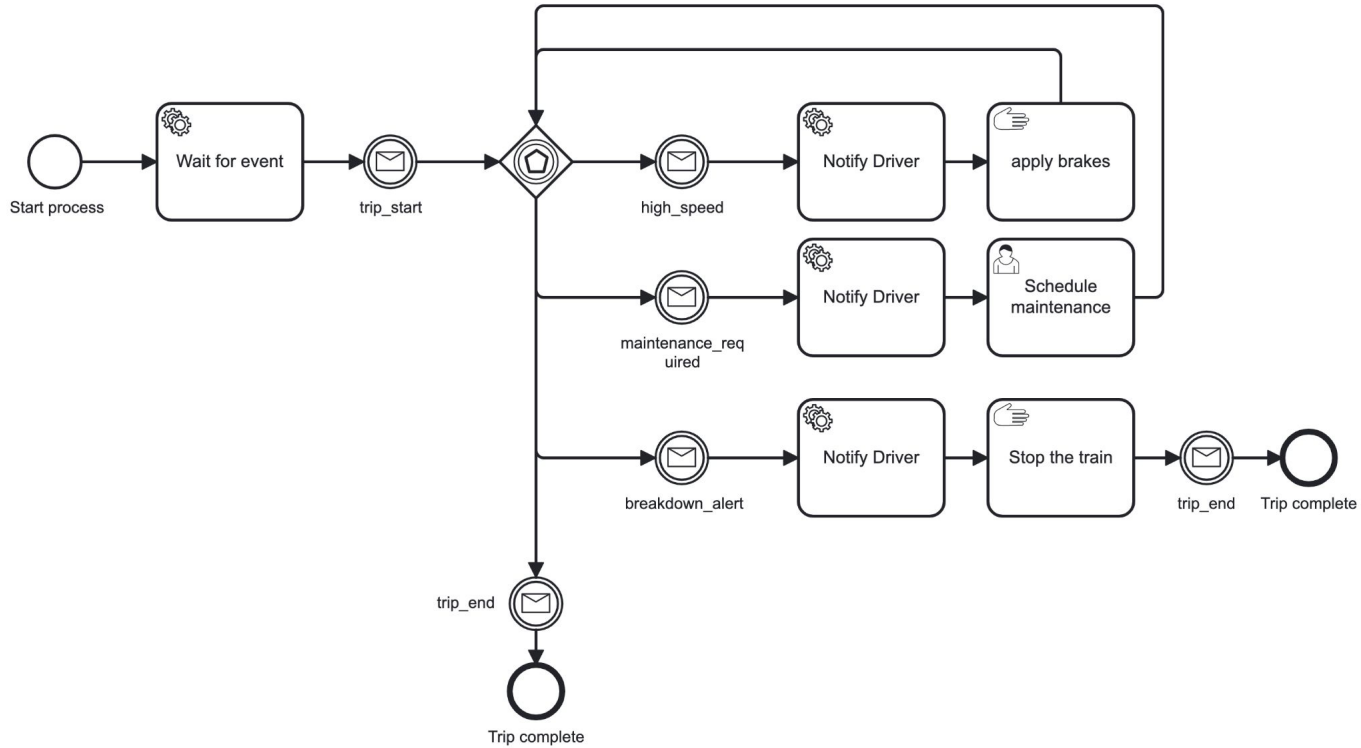 Wait for event
Start process
trip_start
high_speed
Notify Driver
apply brakes
maintenance_req
uired
Notify Driver
Schedule
maintenance
breakdown_alert
Notify Driver
Stop the train
trip_end
Trip complete
trip_end
Trip complete